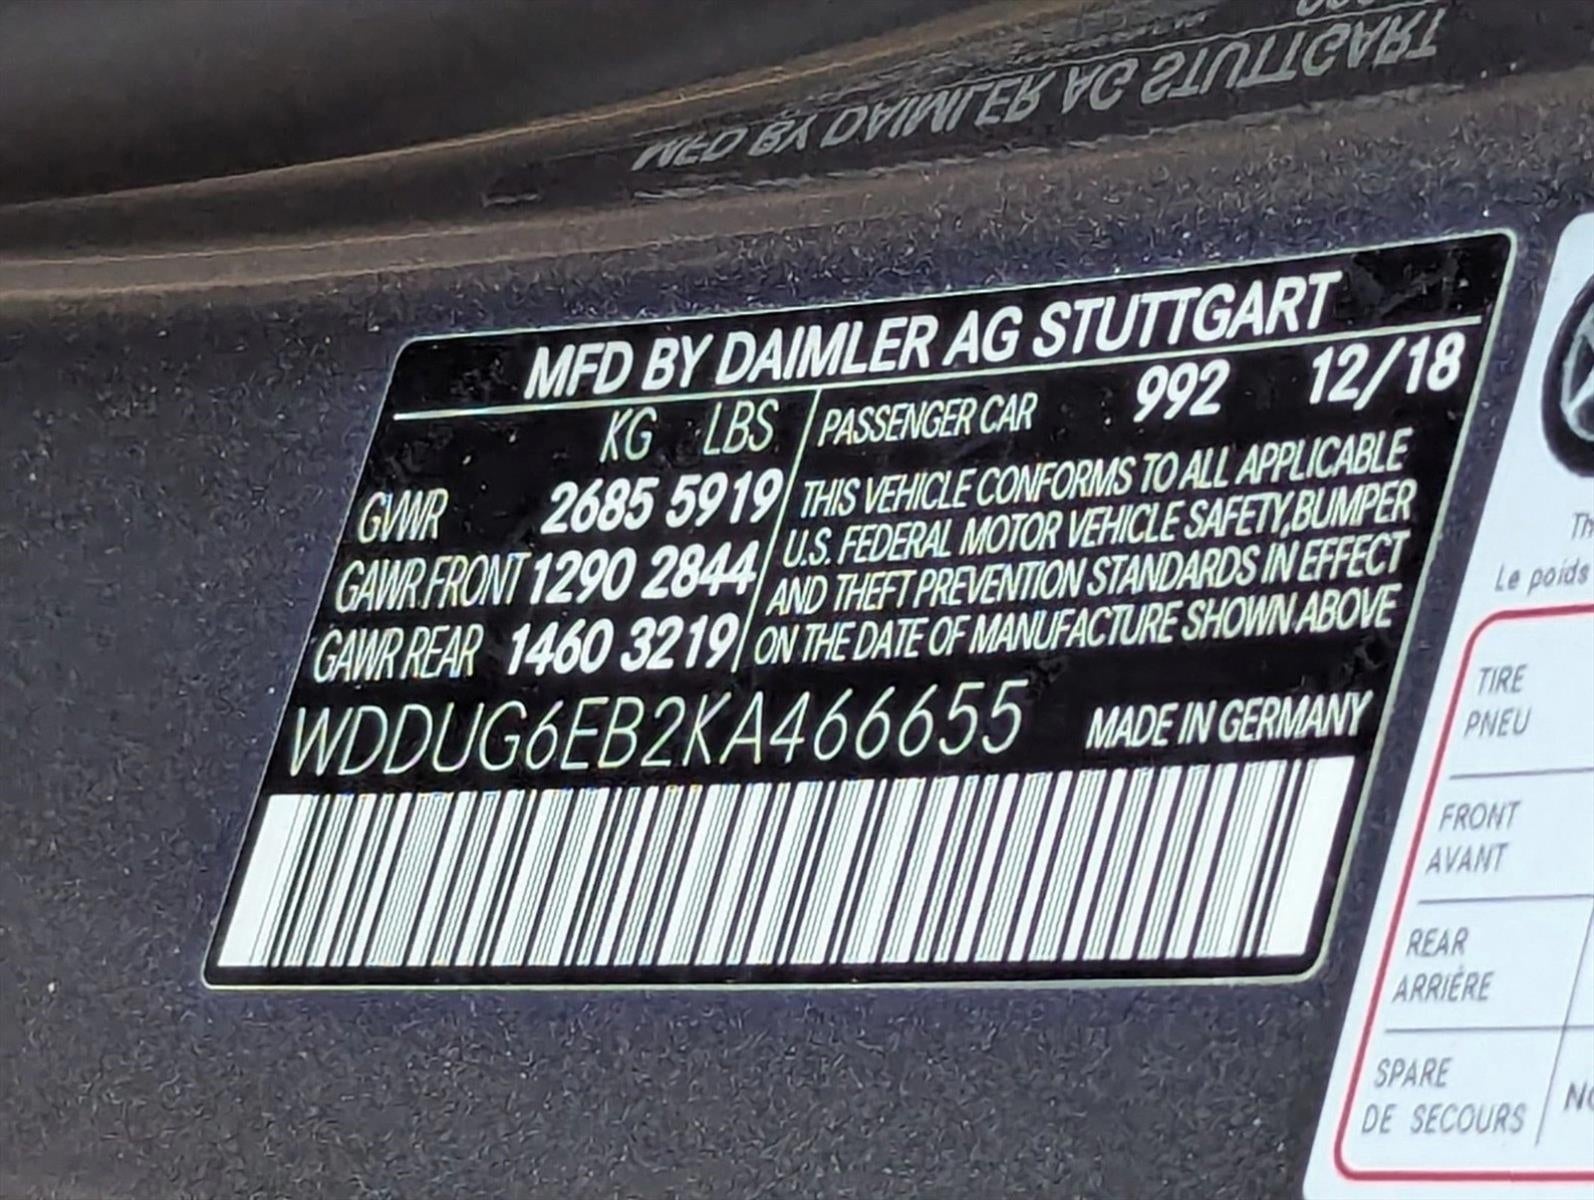 MFD BY DAIMLER AG STUTTGART
MFD BY DAIMLER AG STUTTGART
KG LBS
GVWR 2685 5919
GAWR FRONT 1290 2844
GAWR REAR 1460 3219
PASSENGER CAR 992 12/18
THIS VEHICLE CONFORMS TO ALL APPLICABLE
U.S. FEDERAL MOTOR VEHICLE SAFETY,BUMPER
AND THEFT PREVENTION STANDARDS IN EFFECT
ON THE DATE OF MANUFACTURE SHOWN ABOVE
WDDUG6EB2KA466655 MADE IN GERMANY
Le poids
TIRE
PNEU
FRONT
AVANT
REAR
ARRIÈRE
SPARE
DE SECOURS